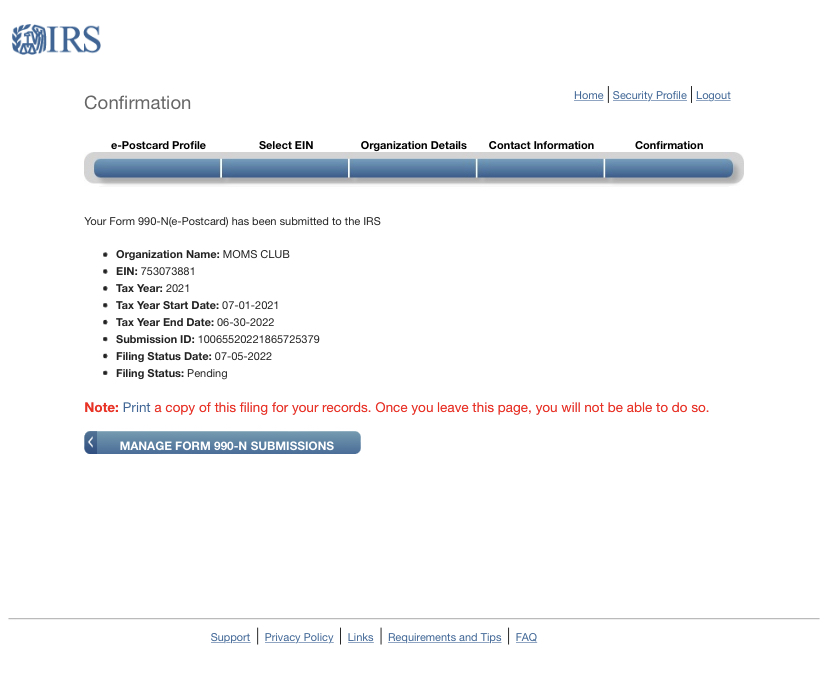 IRS
Home Security Profile Logout
Confirmation
e-Postcard Profile Select EIN Organization Details Contact Information Confirmation
Your Form 990-N(e-Postcard) has been submitted to the IRS
• Organization Name: MOMS CLUB
• EIN: 753073881
• Tax Year: 2021
• Tax Year Start Date: 07-01-2021
• Tax Year End Date: 06-30-2022
• Submission ID: 10065520221865725379
• Filing Status Date: 07-05-2022
• Filing Status: Pending
Note: Print a copy of this filing for your records. Once you leave this page, you will not be able to do so.
MANAGE FORM 990-N SUBMISSIONS
Support Privacy Policy Links Requirements and Tips FAQ